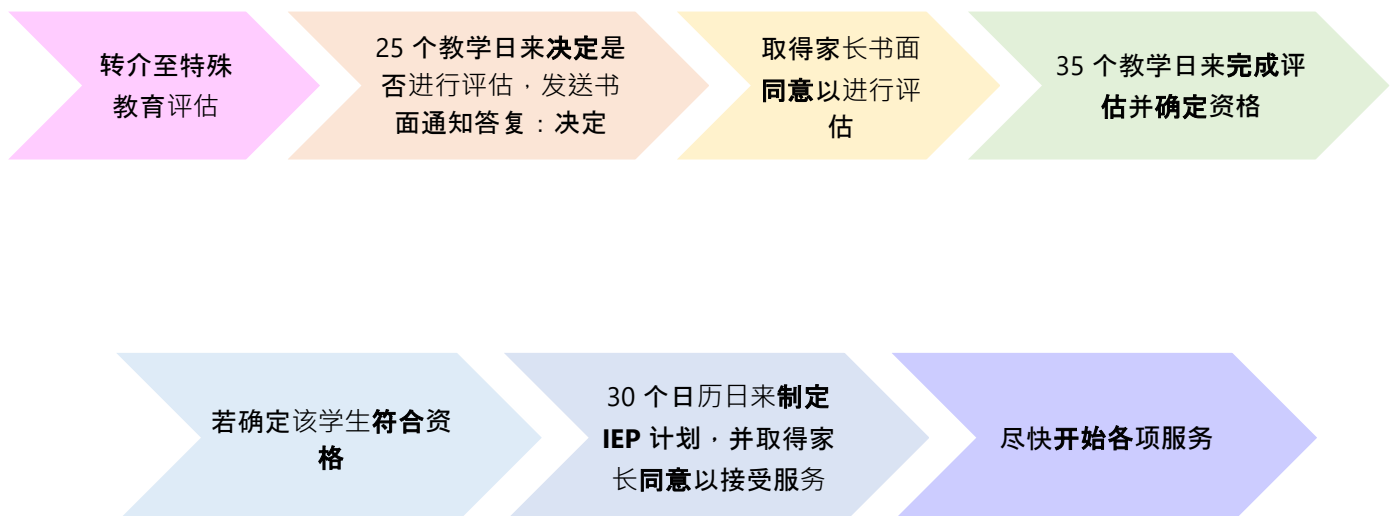 转介至特殊
教育评估
25 个教学日来决定是
否进行评估，发送书
面通知答复：决定
取得家长书面
同意以进行评
估
35 个教学日来完成评
估并确定资格
若确定该学生符合资
格
30 个日历日来制定
IEP 计划，并取得家
长同意以接受服务
尽快开始各项服务